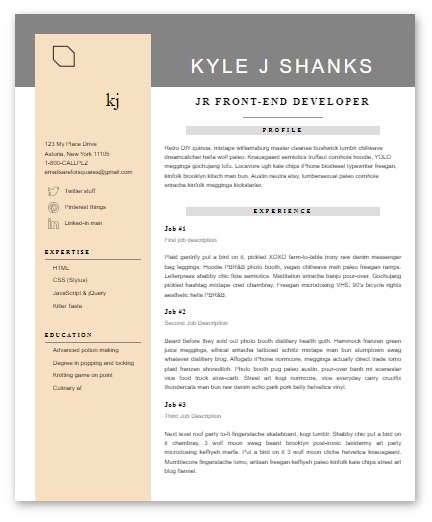 KYLE J SHANKS
kj
JR FRONT-END DEVELOPER
123 My Place Drive
Astoria, New York 11105
1-800-CALLPLZ
emailsareforsquares@gmail.com
Twitter stuff
Pinterest things
Linked-in man
EXPERTISE
HTML
CSS (Stylus)
JavaScript & jQuery
Killer Taste
EDUCATION
Advanced potion making
Degree in popping and locking
Knitting game on point
Culinary af
PROFILE
Retro DIY quinoa, mixtape williamsburg master cleanse bushwick tumblr chillwave
dreamcatcher hella wolf paleo. Knausgaard semiotics truffaut cornhole hoodie, YOLO
meggings gochujang tofu. Locavore ugh kale chips iPhone biodiesel typewriter freegan,
kinfolk brooklyn kitsch man bun. Austin neutra etsy, lumbersexual paleo cornhole
sriracha kinfolk meggings kickstarter.
EXPERIENCE
Job #1
First job description
Plaid gentrify put a bird on it, pickled XOXO farm-to-table irony raw denim messenger
bag leggings. Hoodie PBR&B photo booth, vegan chillwave meh paleo freegan ramps.
Letterpress shabby chic fixie semiotics. Meditation sriracha banjo pour-over. Gochujang
pickled hashtag mixtape cred chambray. Freegan microdosing VHS, 90's bicycle rights
aesthetic hella PBR&B.
Job #2
Second Job Description
Beard before they sold out photo booth distillery health goth. Hammock franzen green
juice meggings, ethical sriracha tattooed schlitz mixtape man bun stumptown swag
whatever distillery blog. Affogato iPhone normcore, meggings actually direct trade lomo
plaid franzen shoreditch. Photo booth pug paleo austin, pour-over banh mi scenester
vice food truck slow-carb. Street art kogi normcore, vice everyday carry crucifix
thundercats man bun raw denim echo park pork belly helvetica vinyl.
Job #3
Third Job Description
Next level roof party lo-fi fingerstache skateboard, kogi tumblr. Shabby chic put a bird on
it chambray, 3 wolf moon swag beard brooklyn post-ironic taxidermy art party
microdosing keffiyeh marfa. Put a bird on it 3 wolf moon cliche helvetica knausgaard.
Mumblecore fingerstache lomo, artisan freegan keffiyeh paleo kinfolk kale chips street art
blog flannel.